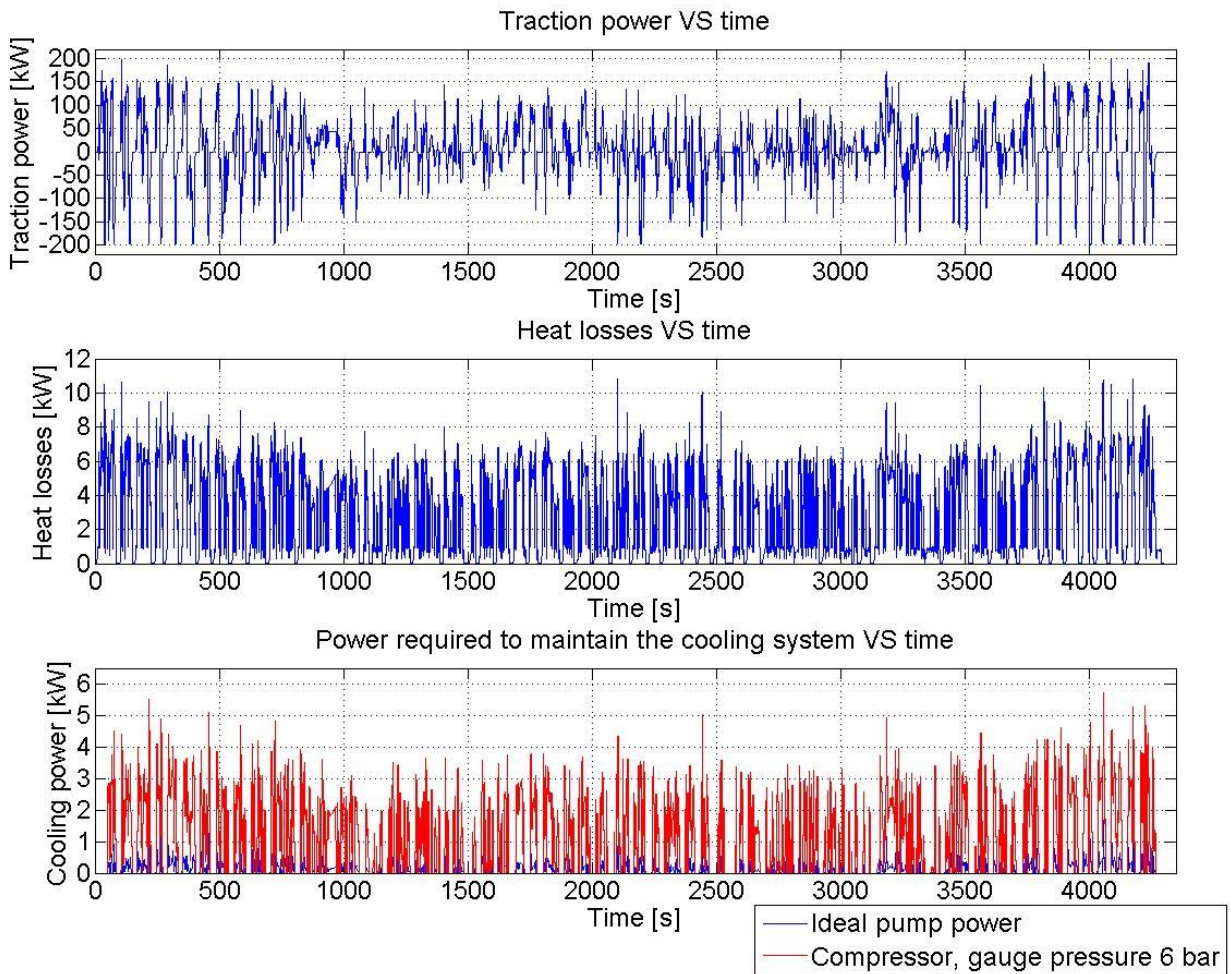 Traction power VS time
Traction power [kW]
200
150
100
50
0
-50
-100
-150
-200
0 500 1000 1500 2000 2500 3000 3500 4000
Time [s]
Heat losses VS time
Heat losses [kW]
12
10
8
6
4
2
0
0 500 1000 1500 2000 2500 3000 3500 4000
Time [s]
Power required to maintain the cooling system VS time
Cooling power [kW]
6
5
4
3
2
1
0
0 500 1000 1500 2000 2500 3000 3500 4000
Time [s]
Ideal pump power
Compressor, gauge pressure 6 bar